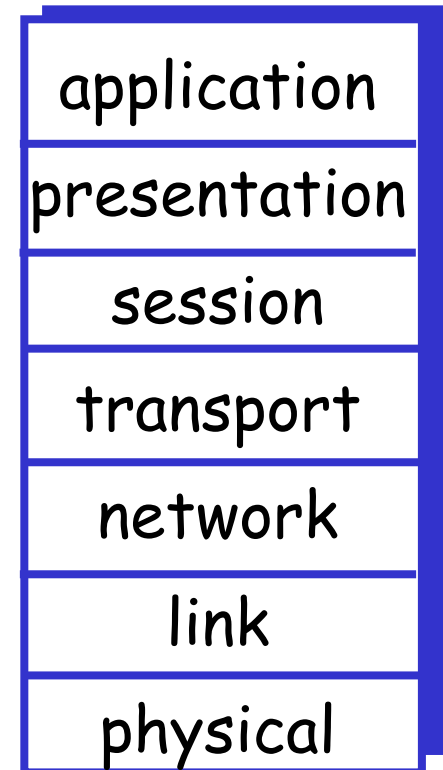 application
presentation
session
transport
network
link
physical